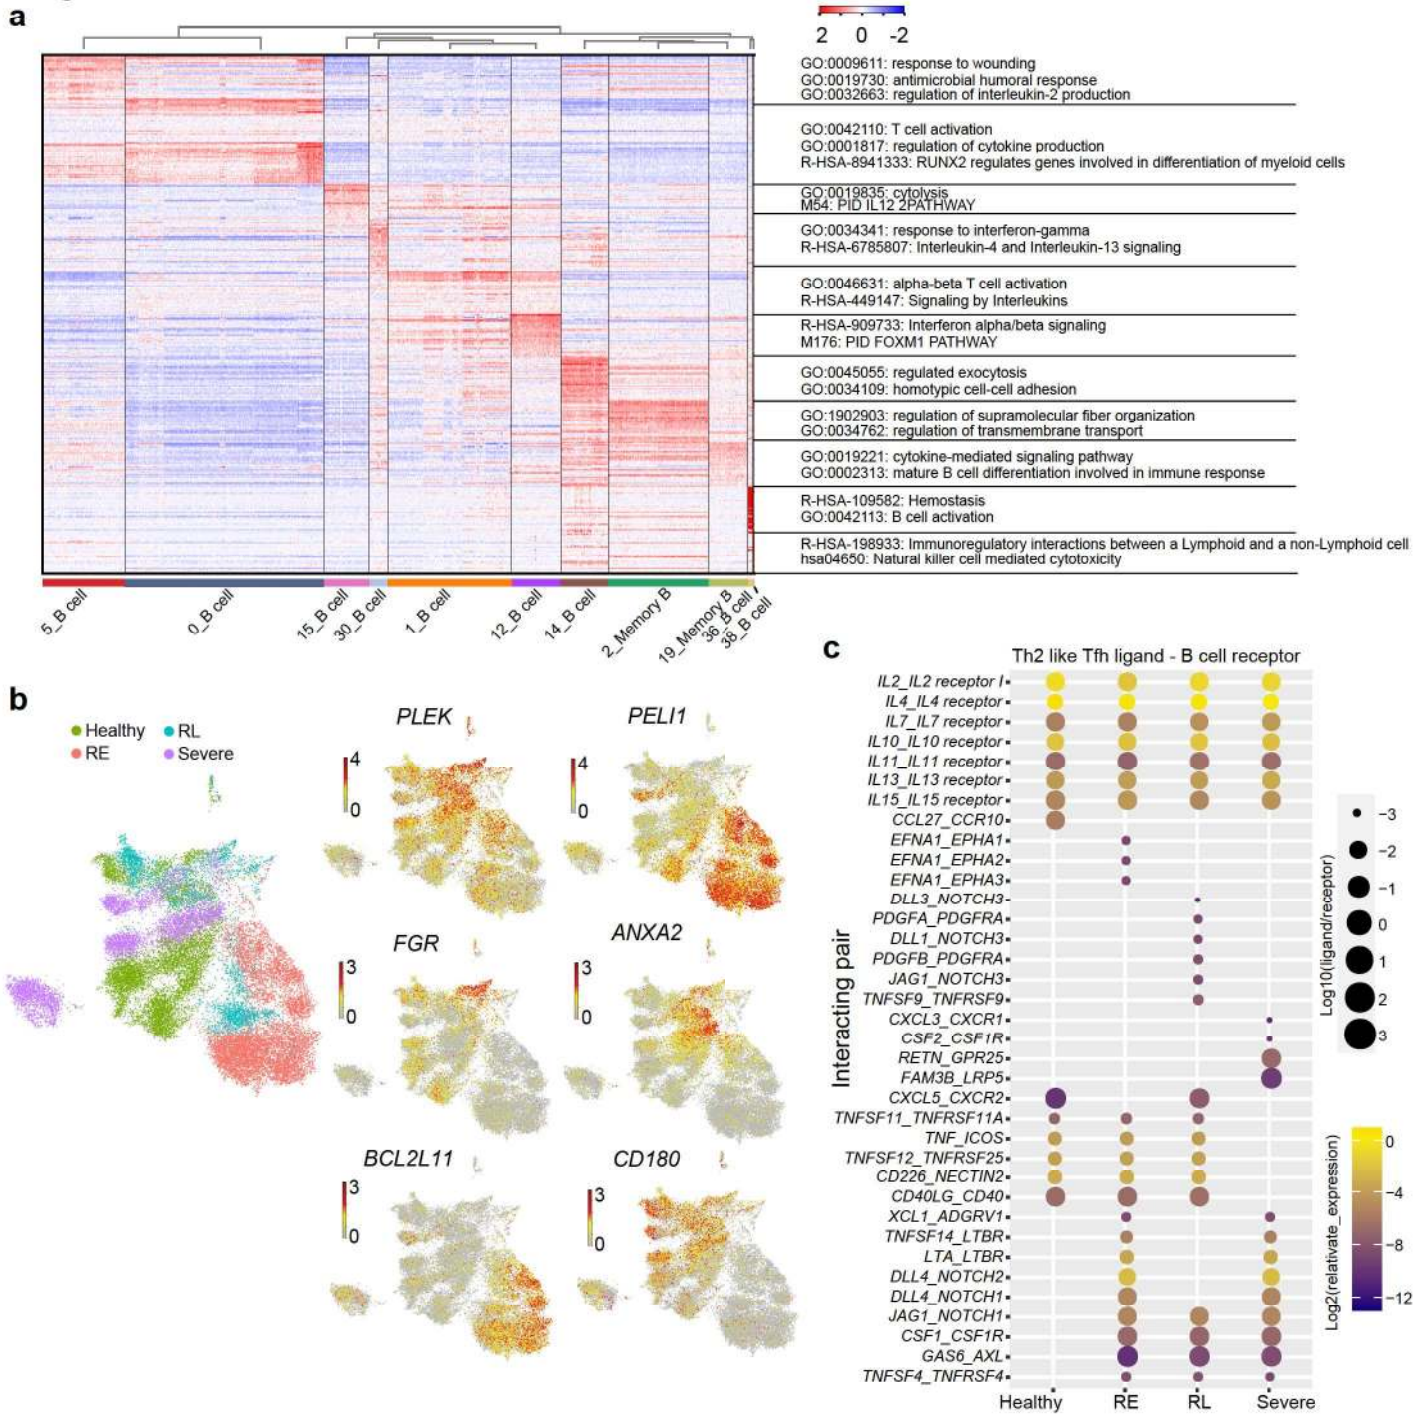 a
2 0 -2
GO:0009611: response to wounding
GO:0019730: antimicrobial humoral response
GO:0032663: regulation of interleukin-2 production
GO:0042110: T cell activation
GO:0001817: regulation of cytokine production
R-HSA-8941333: RUNX2 regulates genes involved in differentiation of myeloid cells
GO:0019835: cytolysis
M54: PID IL12 2PATHWAY
GO:0034341: response to interferon-gamma
R-HSA-6785807: Interleukin-4 and Interleukin-13 signaling
GO:0046631: alpha-beta T cell activation
R-HSA-449147: Signaling by Interleukins
R-HSA-909733: Interferon alpha/beta signaling
M176: PID FOXM1 PATHWAY
GO:0045055: regulated exocytosis
GO:0034109: homotypic cell-cell adhesion
GO:1902903: regulation of supramolecular fiber organization
GO:0034762: regulation of transmembrane transport
GO:0019221: cytokine-mediated signaling pathway
GO:0002313: mature B cell differentiation involved in immune response
R-HSA-109582: Hemostasis
GO:0042113: B cell activation
R-HSA-198933: Immunoregulatory interactions between a Lymphoid and a non-Lymphoid cell
hsa04650: Natural killer cell mediated cytotoxicity
5_B cell
0_B cell
15_B cell
30_B cell
1_B cell
12_B cell
14_B cell
2_Memory B
19_Memory B
36_B cell
38_B cell
b
Healthy
RL
RE
Severe
PLEK
4
0
PELI1
4
0
FGR
3
0
ANXA2
3
0
BCL2L11
3
0
CD180
3
0
c
Th2 like Tfh ligand - B cell receptor
Interacting pair
IL2_IL2 receptor I
IL4_IL4 receptor
IL7_IL7 receptor
IL10_IL10 receptor
IL11_IL11 receptor
IL13_IL13 receptor
IL15_IL15 receptor
CCL27_CCR10
EFNA1_EPHA1
EFNA1_EPHA2
EFNA1_EPHA3
DLL3_NOTCH3
PDGFA_PDGFRA
DLL1_NOTCH3
PDGFB_PDGFRA
JAG1_NOTCH3
TNFSF9_TNFRSF9
CXCL3_CXCR1
CSF2_CSF1R
RETN_GPR25
FAM3B_LRP5
CXCL5_CXCR2
TNFSF11_TNFRSF11A
TNF_ICOS
TNFSF12_TNFRSF25
CD226_NECTIN2
CD40LG_CD40
XCL1_ADGRV1
TNFSF14_LTBR
LTA_LTBR
DLL4_NOTCH2
DLL4_NOTCH1
JAG1_NOTCH1
CSF1_CSF1R
GAS6_AXL
TNFSF4_TNFRSF4
Healthy RE RL Severe
Log10(ligand/receptor)
-3
-2
-1
0
1
2
3
Log2(relativate_expression)
0
-4
-8
-12